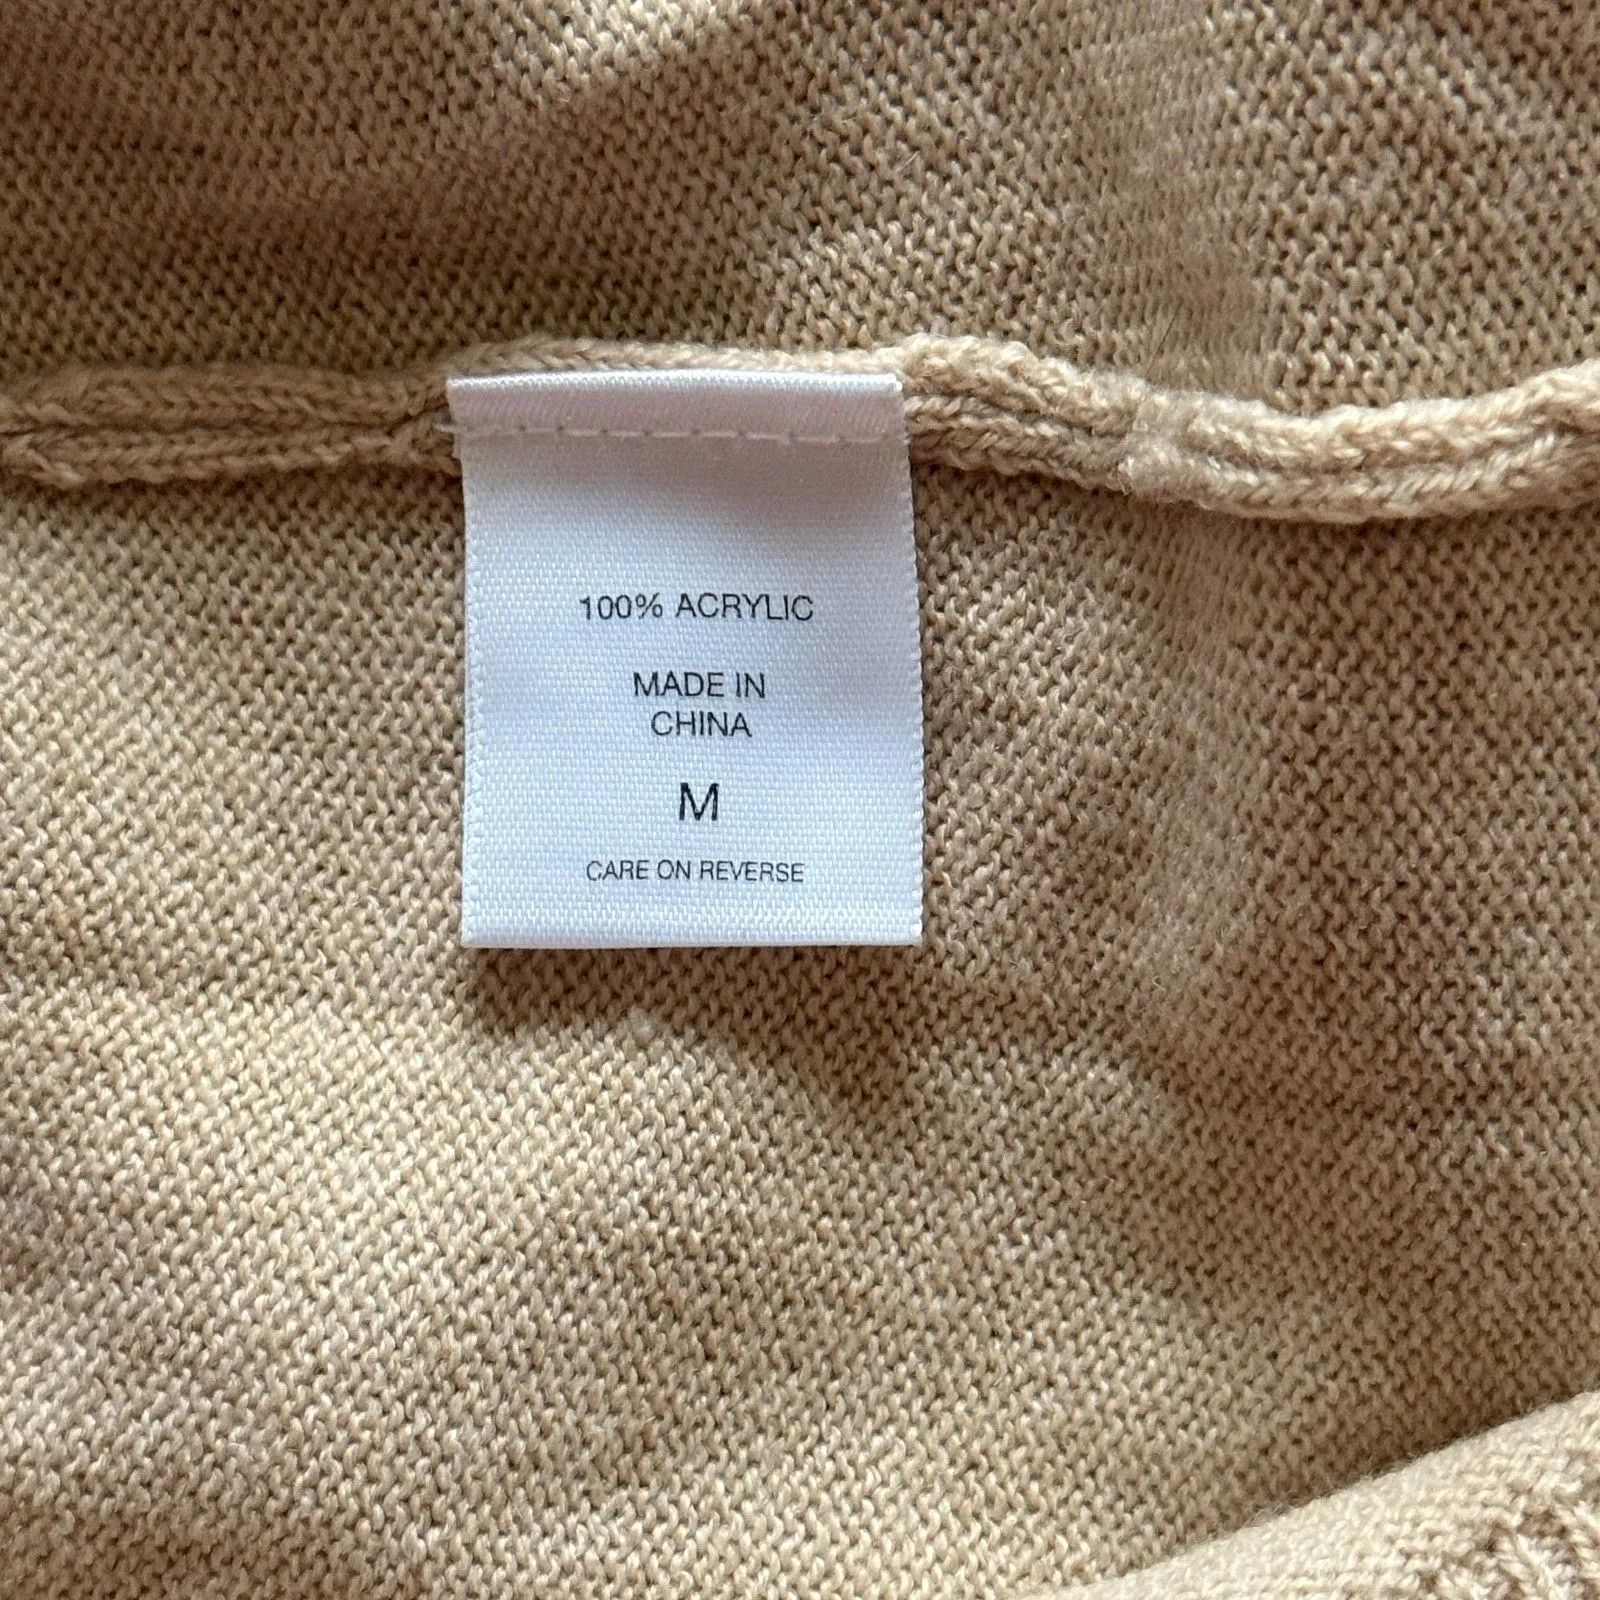 100% ACRYLIC
MADE IN
CHINA
M
CARE ON REVERSE